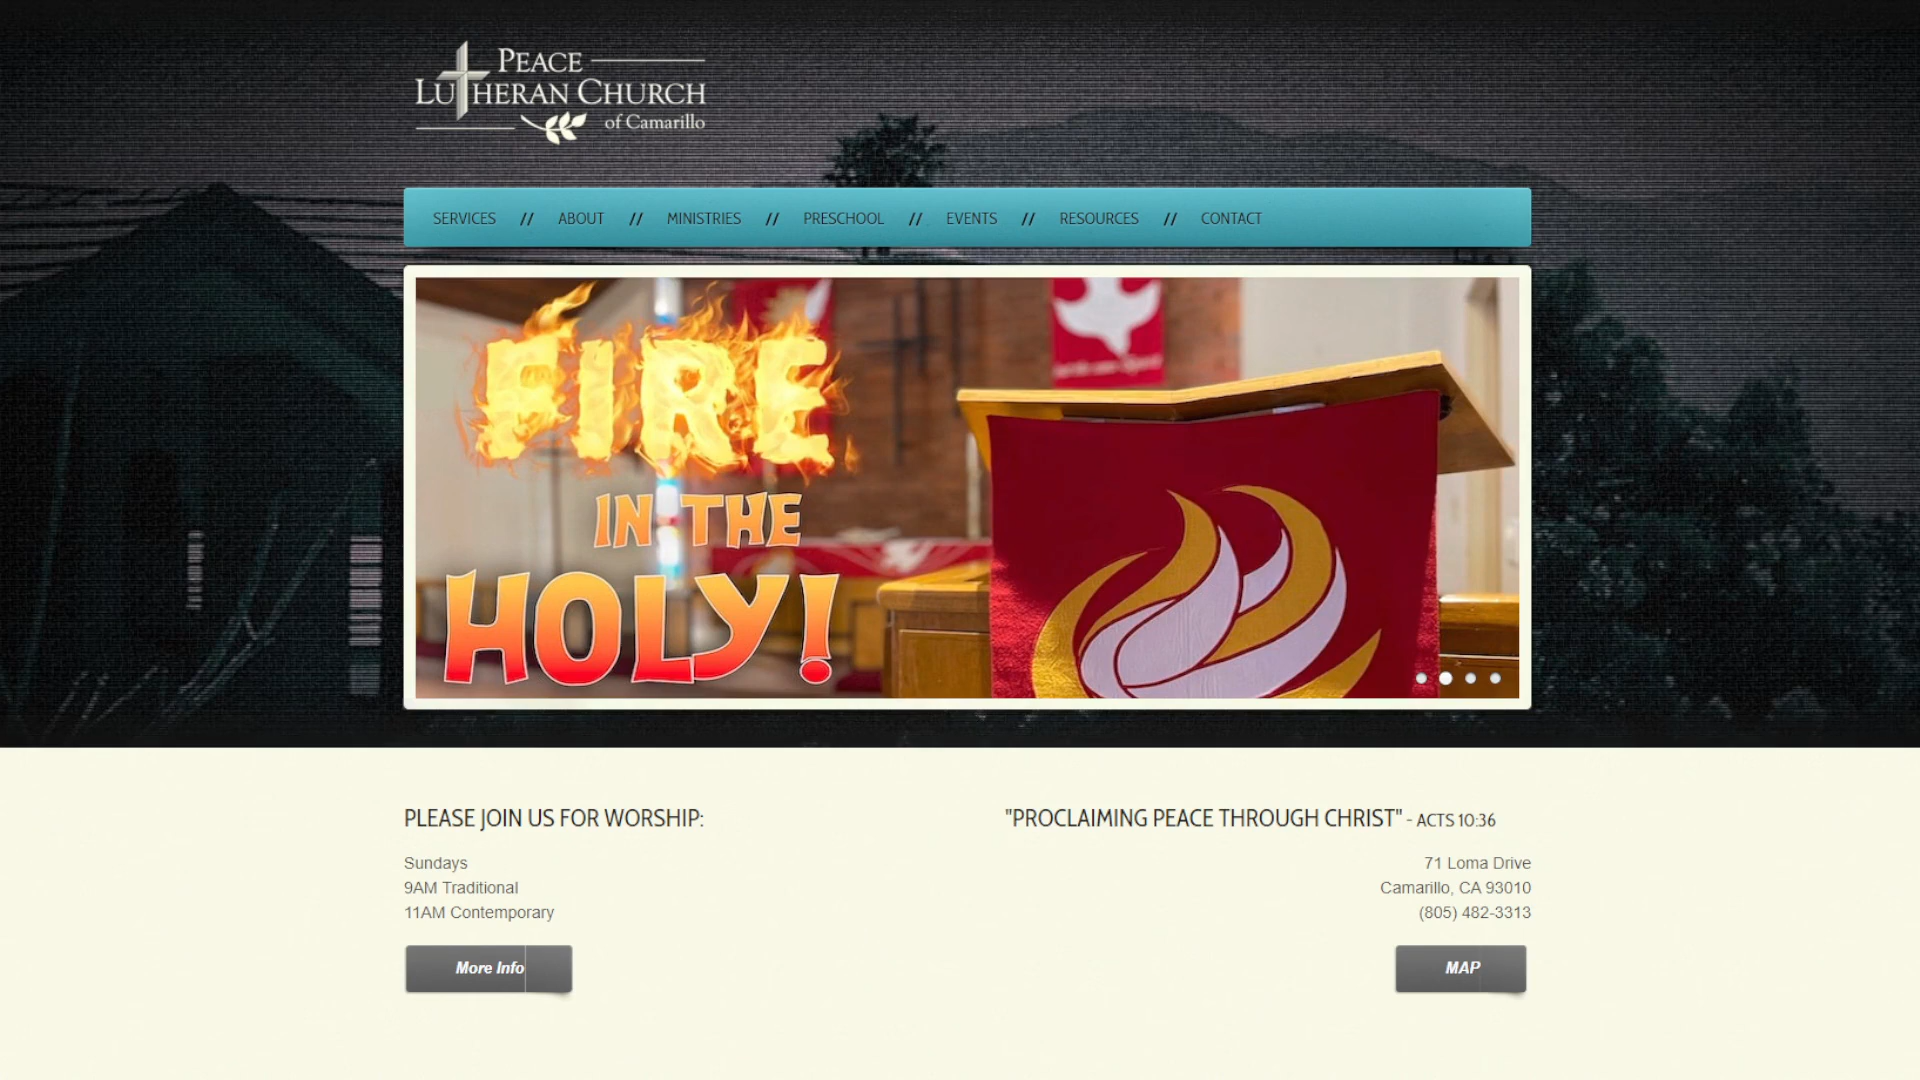 PEACE
LUTHERAN CHURCH
of Camarillo
SERVICES // ABOUT // MINISTRIES // PRESCHOOL // EVENTS // RESOURCES // CONTACT
FIRE
IN THE
HOLY!
PLEASE JOIN US FOR WORSHIP:
Sundays
9AM Traditional
11AM Contemporary
More Info
"PROCLAIMING PEACE THROUGH CHRIST" - ACTS 10:36
71 Loma Drive
Camarillo, CA 93010
(805) 482-3313
MAP